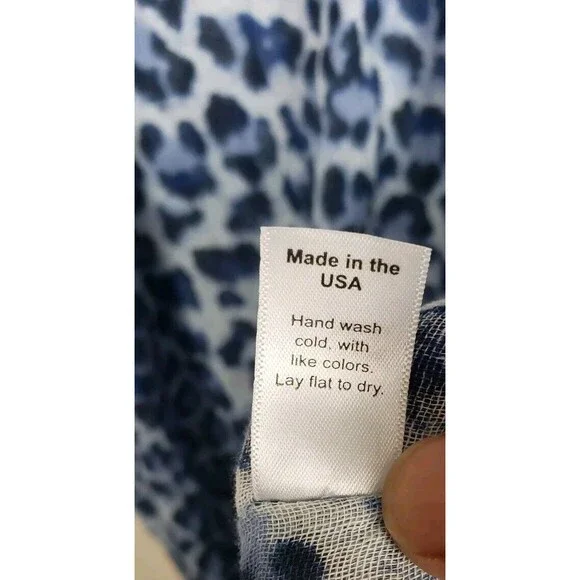 Made in the
USA
Hand wash
cold, with
like colors.
Lay flat to dry.